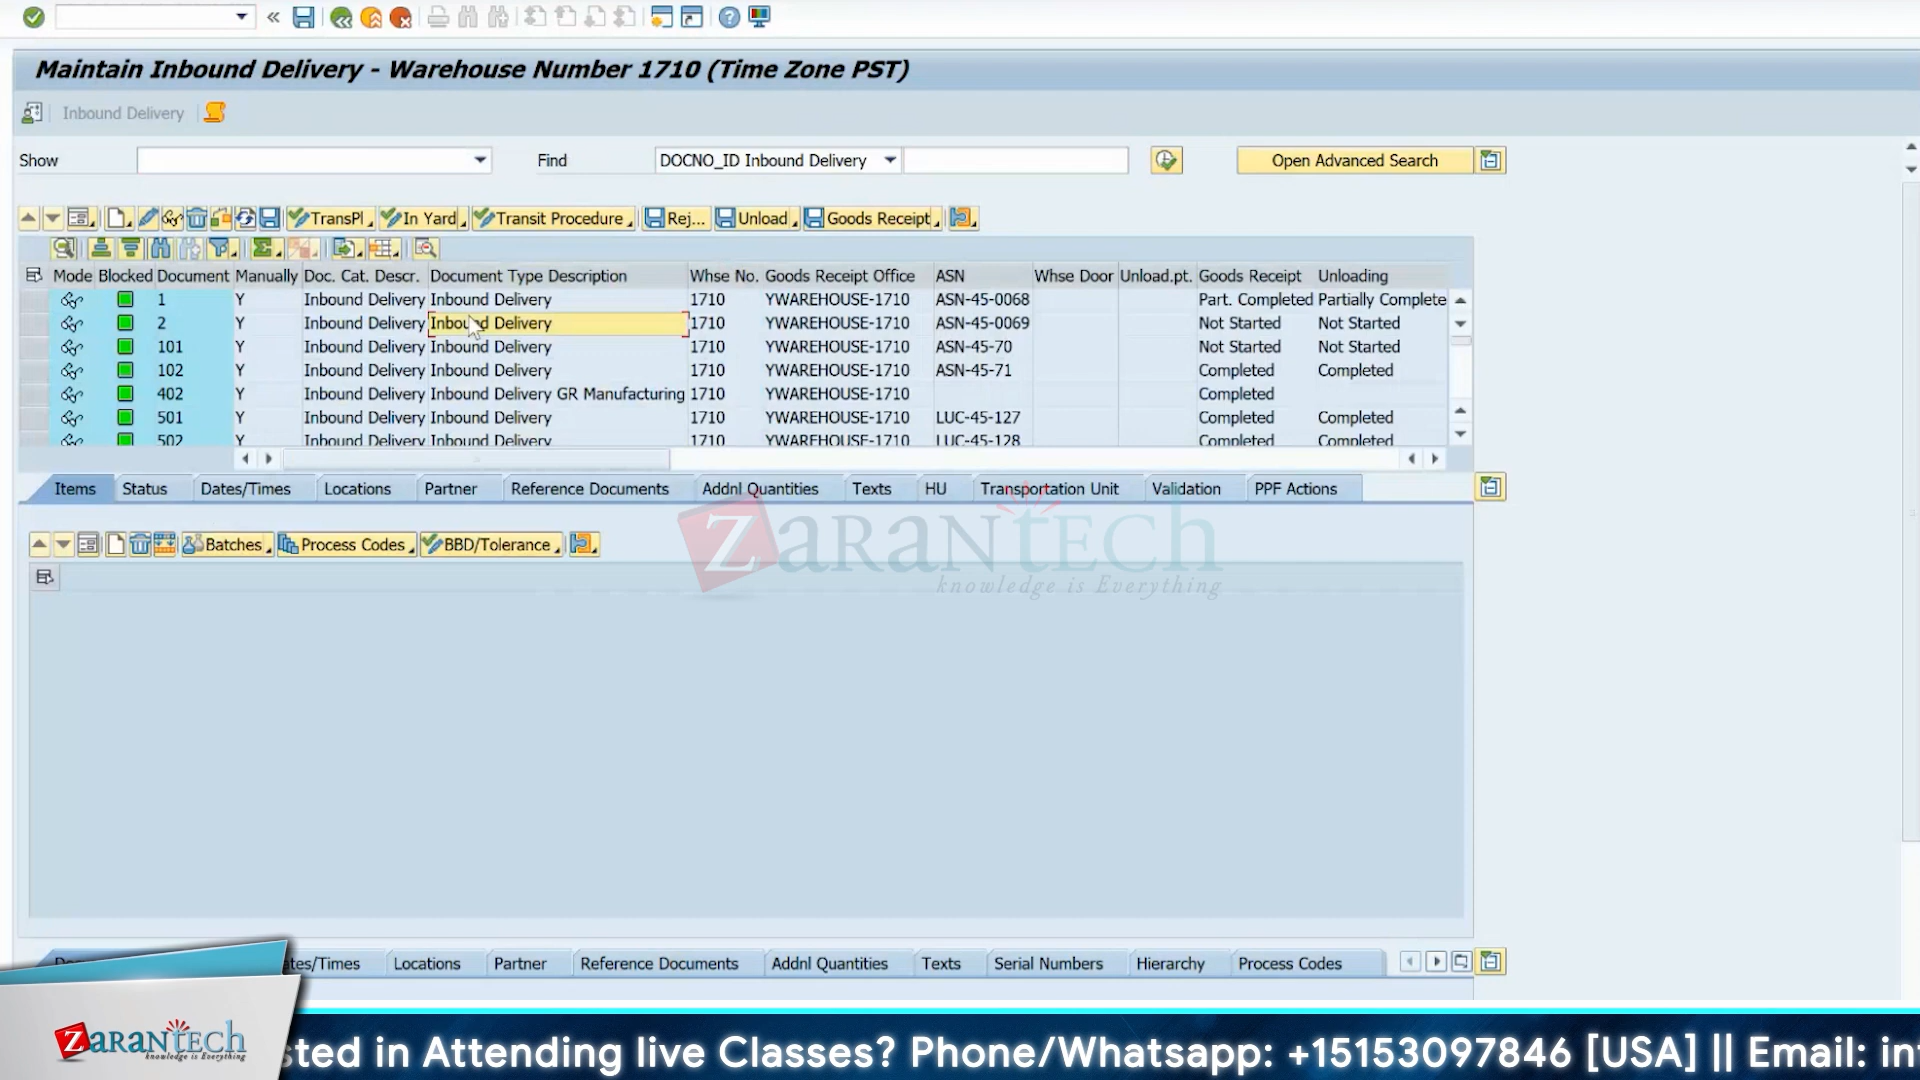 Maintain Inbound Delivery - Warehouse Number 1710 (Time Zone PST)
Inbound Delivery
Show Find DOCNO_ID Inbound Delivery Open Advanced Search
TransPl In Yard Transit Procedure Rej... Unload Goods Receipt
Mode Blocked Document Manually Doc. Cat. Descr. Document Type Description Whse No. Goods Receipt Office ASN Whse Door Unload.pt. Goods Receipt Unloading
1 Y Inbound Delivery Inbound Delivery 1710 YWAREHOUSE-1710 ASN-45-0068 Part. Completed Partially Complete
2 Y Inbound Delivery Inbound Delivery 1710 YWAREHOUSE-1710 ASN-45-0069 Not Started Not Started
101 Y Inbound Delivery Inbound Delivery 1710 YWAREHOUSE-1710 ASN-45-70 Not Started Not Started
102 Y Inbound Delivery Inbound Delivery 1710 YWAREHOUSE-1710 ASN-45-71 Completed Completed
402 Y Inbound Delivery Inbound Delivery GR Manufacturing 1710 YWAREHOUSE-1710 Completed
501 Y Inbound Delivery Inbound Delivery 1710 YWAREHOUSE-1710 LUC-45-127 Completed Completed
502 Y Inbound Delivery Inbound Delivery 1710 YWAREHOUSE-1710 LUC-45-128 Completed Completed
Items Status Dates/Times Locations Partner Reference Documents Addnl Quantities Texts HU Transportation Unit Validation PPF Actions
Batches Process Codes BBD/Tolerance
ZARANTECH
knowledge is Everything
ates/Times Locations Partner Reference Documents Addnl Quantities Texts Serial Numbers Hierarchy Process Codes
ZARANTECH
knowledge is Everything
sted in Attending live Classes? Phone/Whatsapp: +15153097846 [USA] || Email: in